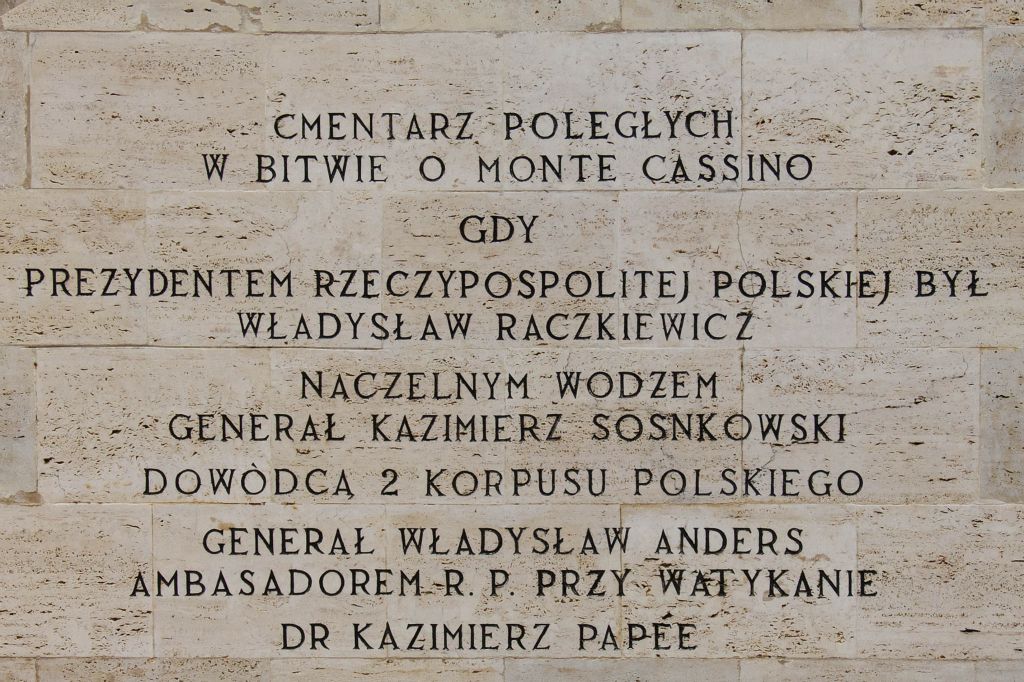 CMENTARZ POLEGŁYCH
W BITWIE O MONTE CASSINO
GDY
PREZYDENTEM RZECZYPOSPOLITEJ POLSKIEJ BYŁ
WŁADYSŁAW RACZKIEWICZ
NACZELNYM WODZEM
GENERAŁ KAZIMIERZ SOSNKOWSKI
DOWÒDCĄ 2 KORPUSU POLSKIEGO
GENERAŁ WŁADYSŁAW ANDERS
AMBASADOREM R. P. PRZY WATYKANIE
DR KAZIMIERZ PAPÉE